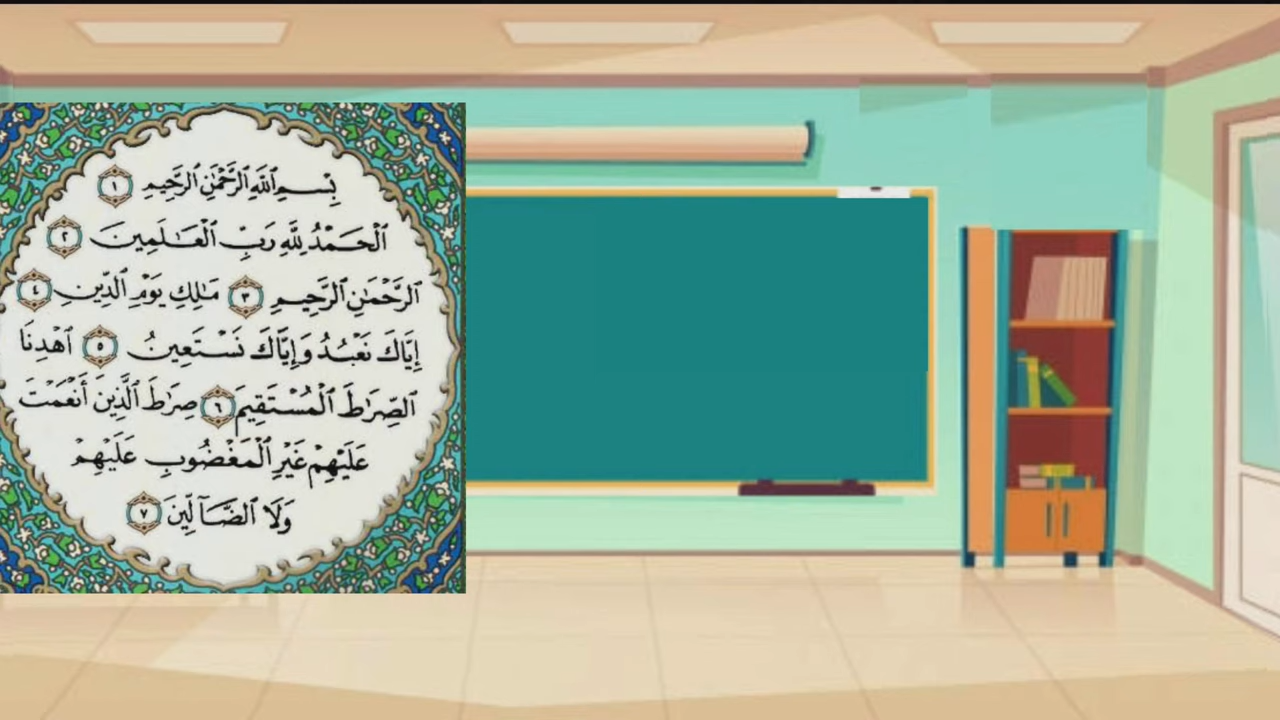 بِسْمِ ٱللَّهِ ٱلرَّحْمَٰنِ ٱلرَّحِيمِ ١
ٱلْحَمْدُ لِلَّهِ رَبِّ ٱلْعَٰلَمِينَ ٢
ٱلرَّحْمَٰنِ ٱلرَّحِيمِ ٣ مَٰلِكِ يَوْمِ ٱلدِّينِ ٤
إِيَّاكَ نَعْبُدُ وَإِيَّاكَ نَسْتَعِينُ ٥ ٱهْدِنَا
ٱلصِّرَٰطَ ٱلْمُسْتَقِيمَ ٦ صِرَٰطَ ٱلَّذِينَ أَنْعَمْتَ
عَلَيْهِمْ غَيْرِ ٱلْمَغْضُوبِ عَلَيْهِمْ
وَلَا ٱلضَّآلِّينَ ٧